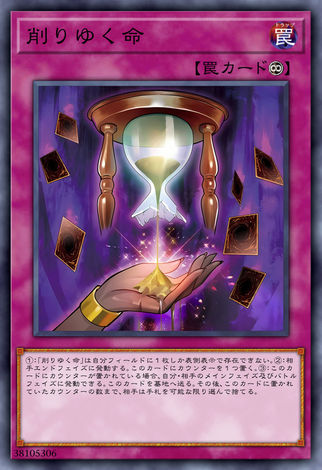 削りゆく命
トラップ
罠
【罠カード】
①：「削りゆく命」は自分フィールドに１枚しか表側表示で存在できない。②：相
手エンドフェイズに発動する。このカードにカウンターを１つ置く。③：このカ
ードにカウンターが置かれている場合、自分・相手のメインフェイズ及びバトル
フェイズに発動できる。このカードを墓地へ送る。その後、このカードに置かれ
ていたカウンターの数まで、相手は手札を可能な限り選んで捨てる。
38105306